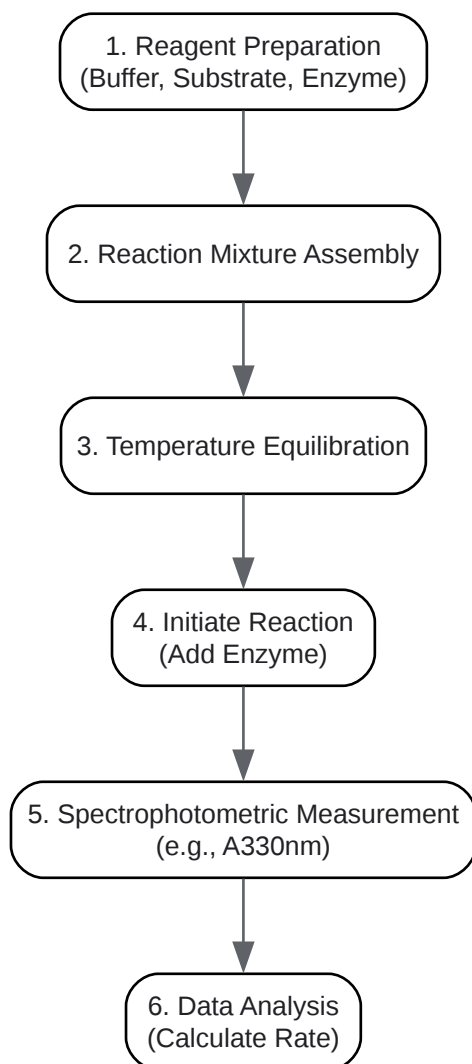 1. Reagent Preparation
(Buffer, Substrate, Enzyme)
2. Reaction Mixture Assembly
3. Temperature Equilibration
4. Initiate Reaction
(Add Enzyme)
5. Spectrophotometric Measurement
(e.g., A330nm)
6. Data Analysis
(Calculate Rate)